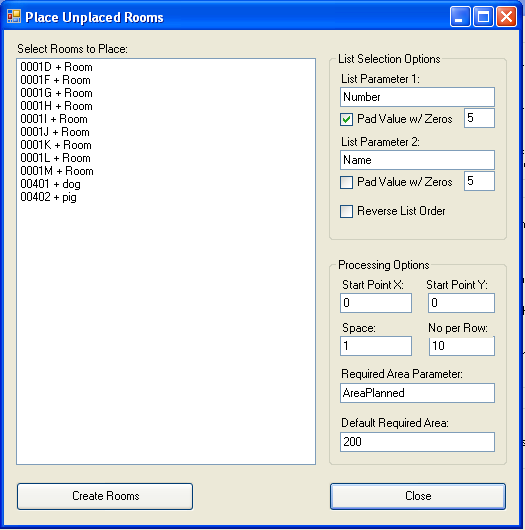 Place Unplaced Rooms
Select Rooms to Place:
0001D + Room
0001F + Room
0001G + Room
0001H + Room
0001I + Room
0001J + Room
0001K + Room
0001L + Room
0001M + Room
00401 + dog
00402 + pig
List Selection Options
List Parameter 1:
Number
Pad Value w/ Zeros 5
List Parameter 2:
Name
Pad Value w/ Zeros 5
Reverse List Order
Processing Options
Start Point X: Start Point Y:
0 0
Space: No per Row:
1 10
Required Area Parameter:
AreaPlanned
Default Required Area:
200
Create Rooms Close